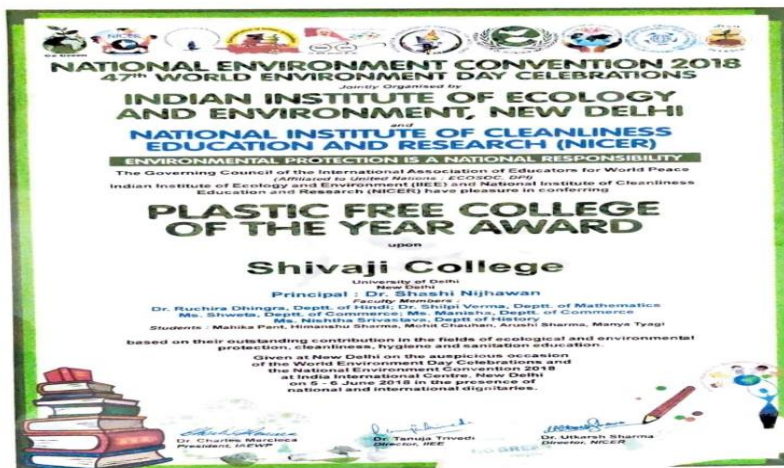 GO GREEN
NICER
NATIONAL ENVIRONMENT CONVENTION 2018
47th WORLD ENVIRONMENT DAY CELEBRATIONS
Jointly Organised by
INDIAN INSTITUTE OF ECOLOGY
AND ENVIRONMENT, NEW DELHI
and
NATIONAL INSTITUTE OF CLEANLINESS
EDUCATION AND RESEARCH (NICER)
ENVIRONMENTAL PROTECTION IS A NATIONAL RESPONSIBILITY
The Governing Council of the International Association of Educators for World Peace
(Affiliated to United Nations : ECOSOC, DPI)
Indian Institute of Ecology and Environment (IIEE) and National Institute of Cleanliness
Education and Research (NICER) have pleasure in conferring
PLASTIC FREE COLLEGE
OF THE YEAR AWARD
upon
Shivaji College
University of Delhi
New Delhi
Principal : Dr. Shashi Nijhawan
Faculty Members :
Dr. Ruchira Dhingra, Deptt. of Hindi; Dr. Shilpi Verma, Deptt. of Mathematics
Ms. Shweta, Deptt. of Commerce; Ms. Manisha, Deptt. of Commerce
Ms. Nishtha Srivastava, Deptt of History
Students : Mahika Pant, Himanshu Sharma, Mohit Chauhan, Arushi Sharma, Manya Tyagi
based on their outstanding contribution in the fields of ecological and environmental
protection, cleanliness, hygiene and sanitation education.
Given at New Delhi on the auspicious occasion
of the World Environment Day Celebrations and
the National Environment Convention 2018
at India International Centre, New Delhi
on 5 - 6 June 2018 in the presence of
national and international dignitaries.
Dr. Charles Mercieca
President, IAEWP
Dr. Tanuja Trivedi
Director, IIEE
Dr. Utkarsh Sharma
Director, NICER
GO GREEN